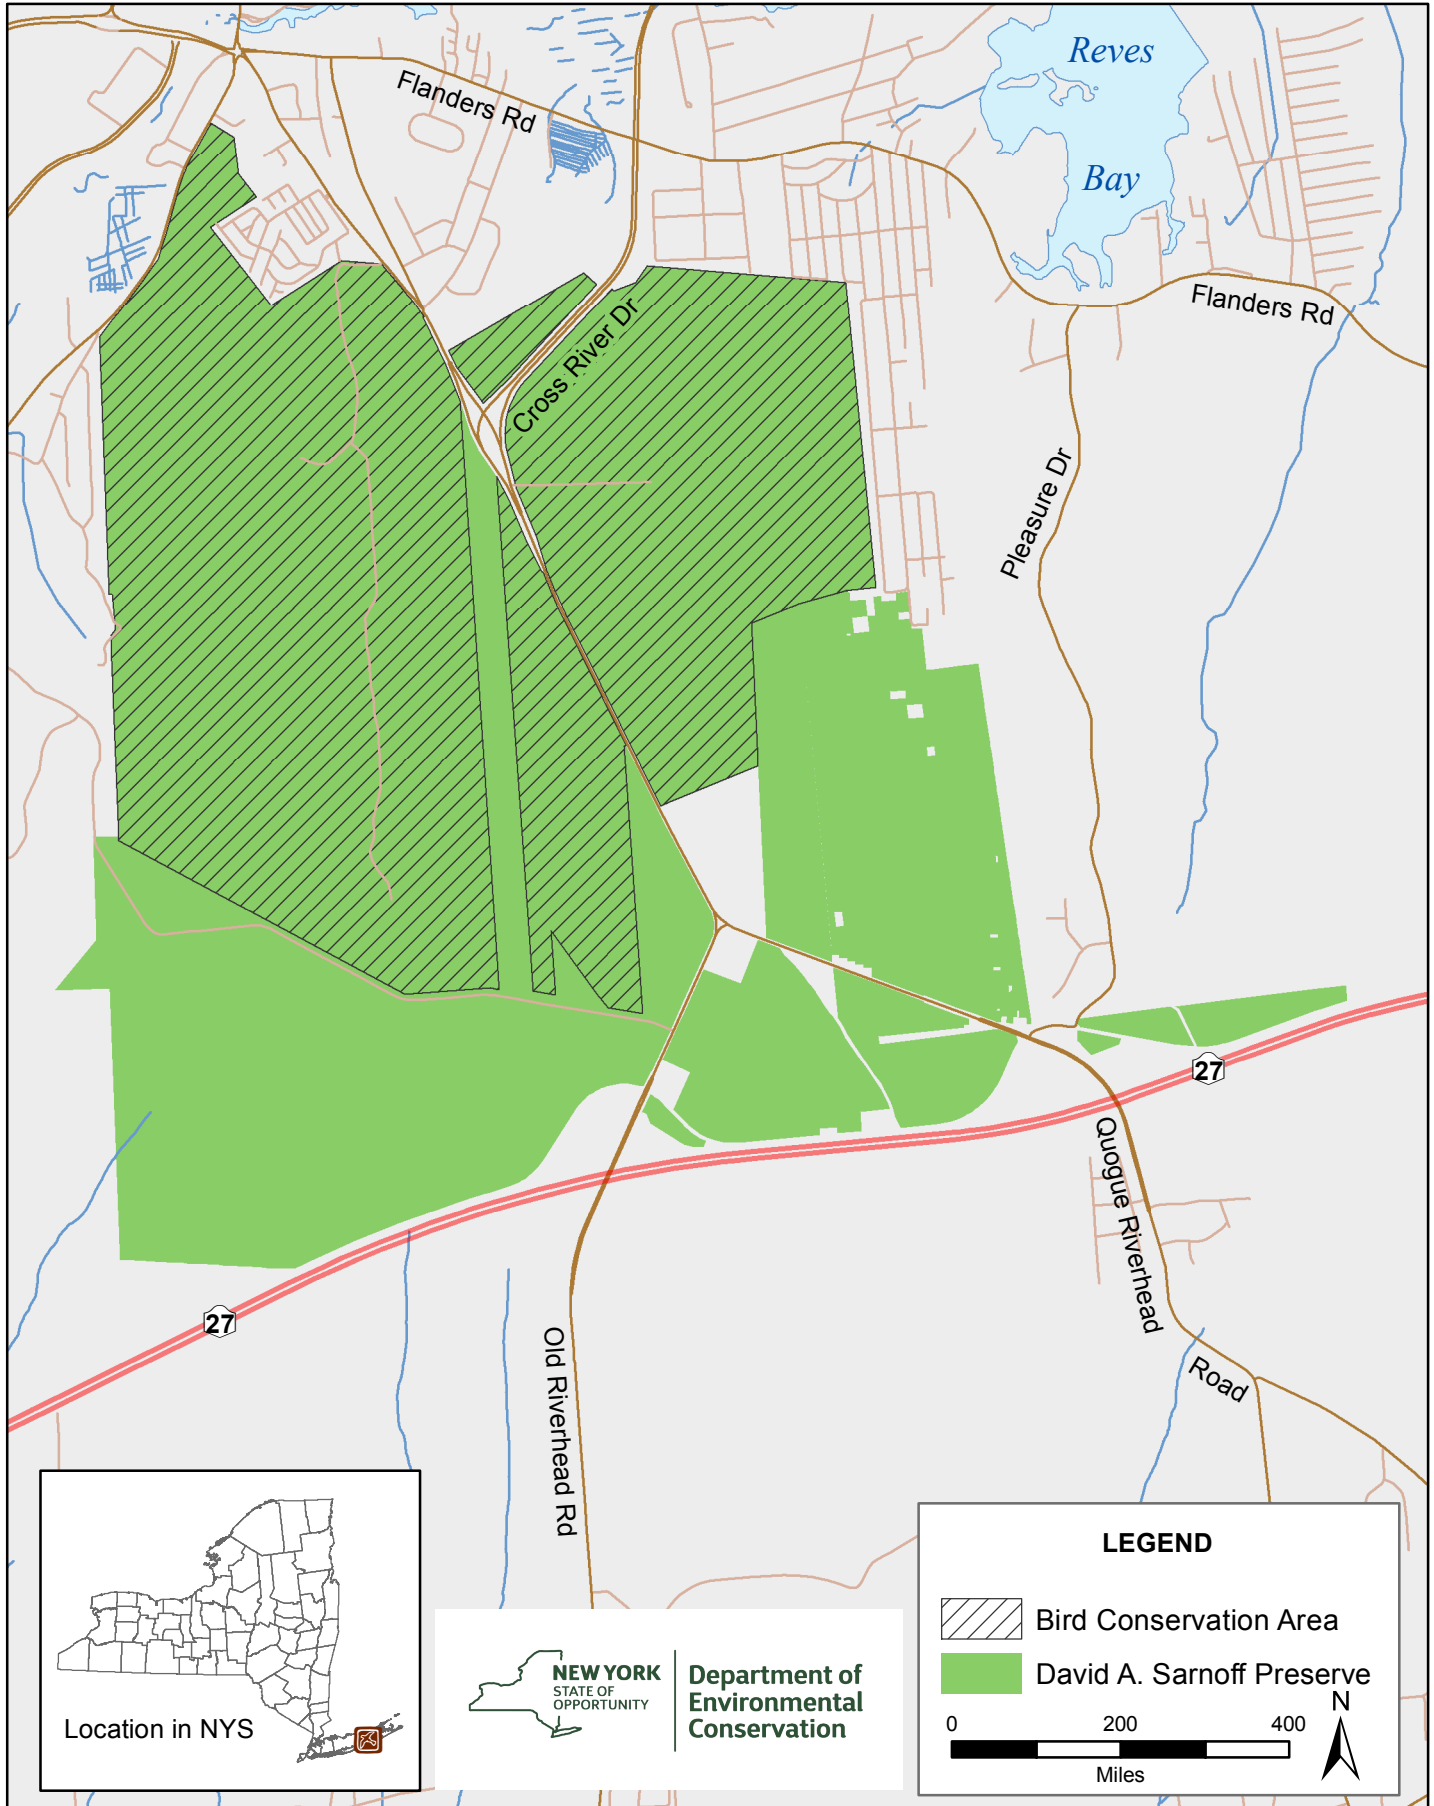 Reves
Bay
Flanders Rd
Flanders Rd
Cross River Dr
Pleasure Dr
27
27
Quogue Riverhead
Road
Old Riverhead Rd
Location in NYS
NEW YORK
STATE OF
OPPORTUNITY
Department of
Environmental
Conservation
LEGEND
Bird Conservation Area
David A. Sarnoff Preserve
N
0 200 400
Miles